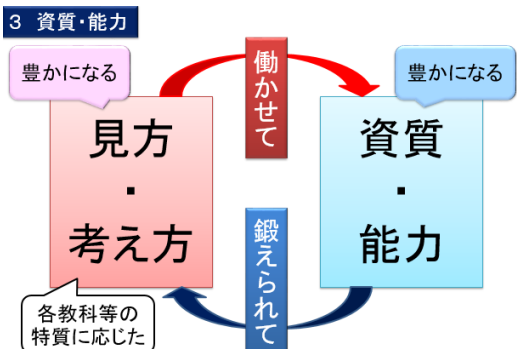 3 資質・能力
豊かになる
豊かになる
働かせて
見方
・
考え方
資質
・
能力
鍛えられて
各教科等の
特質に応じた